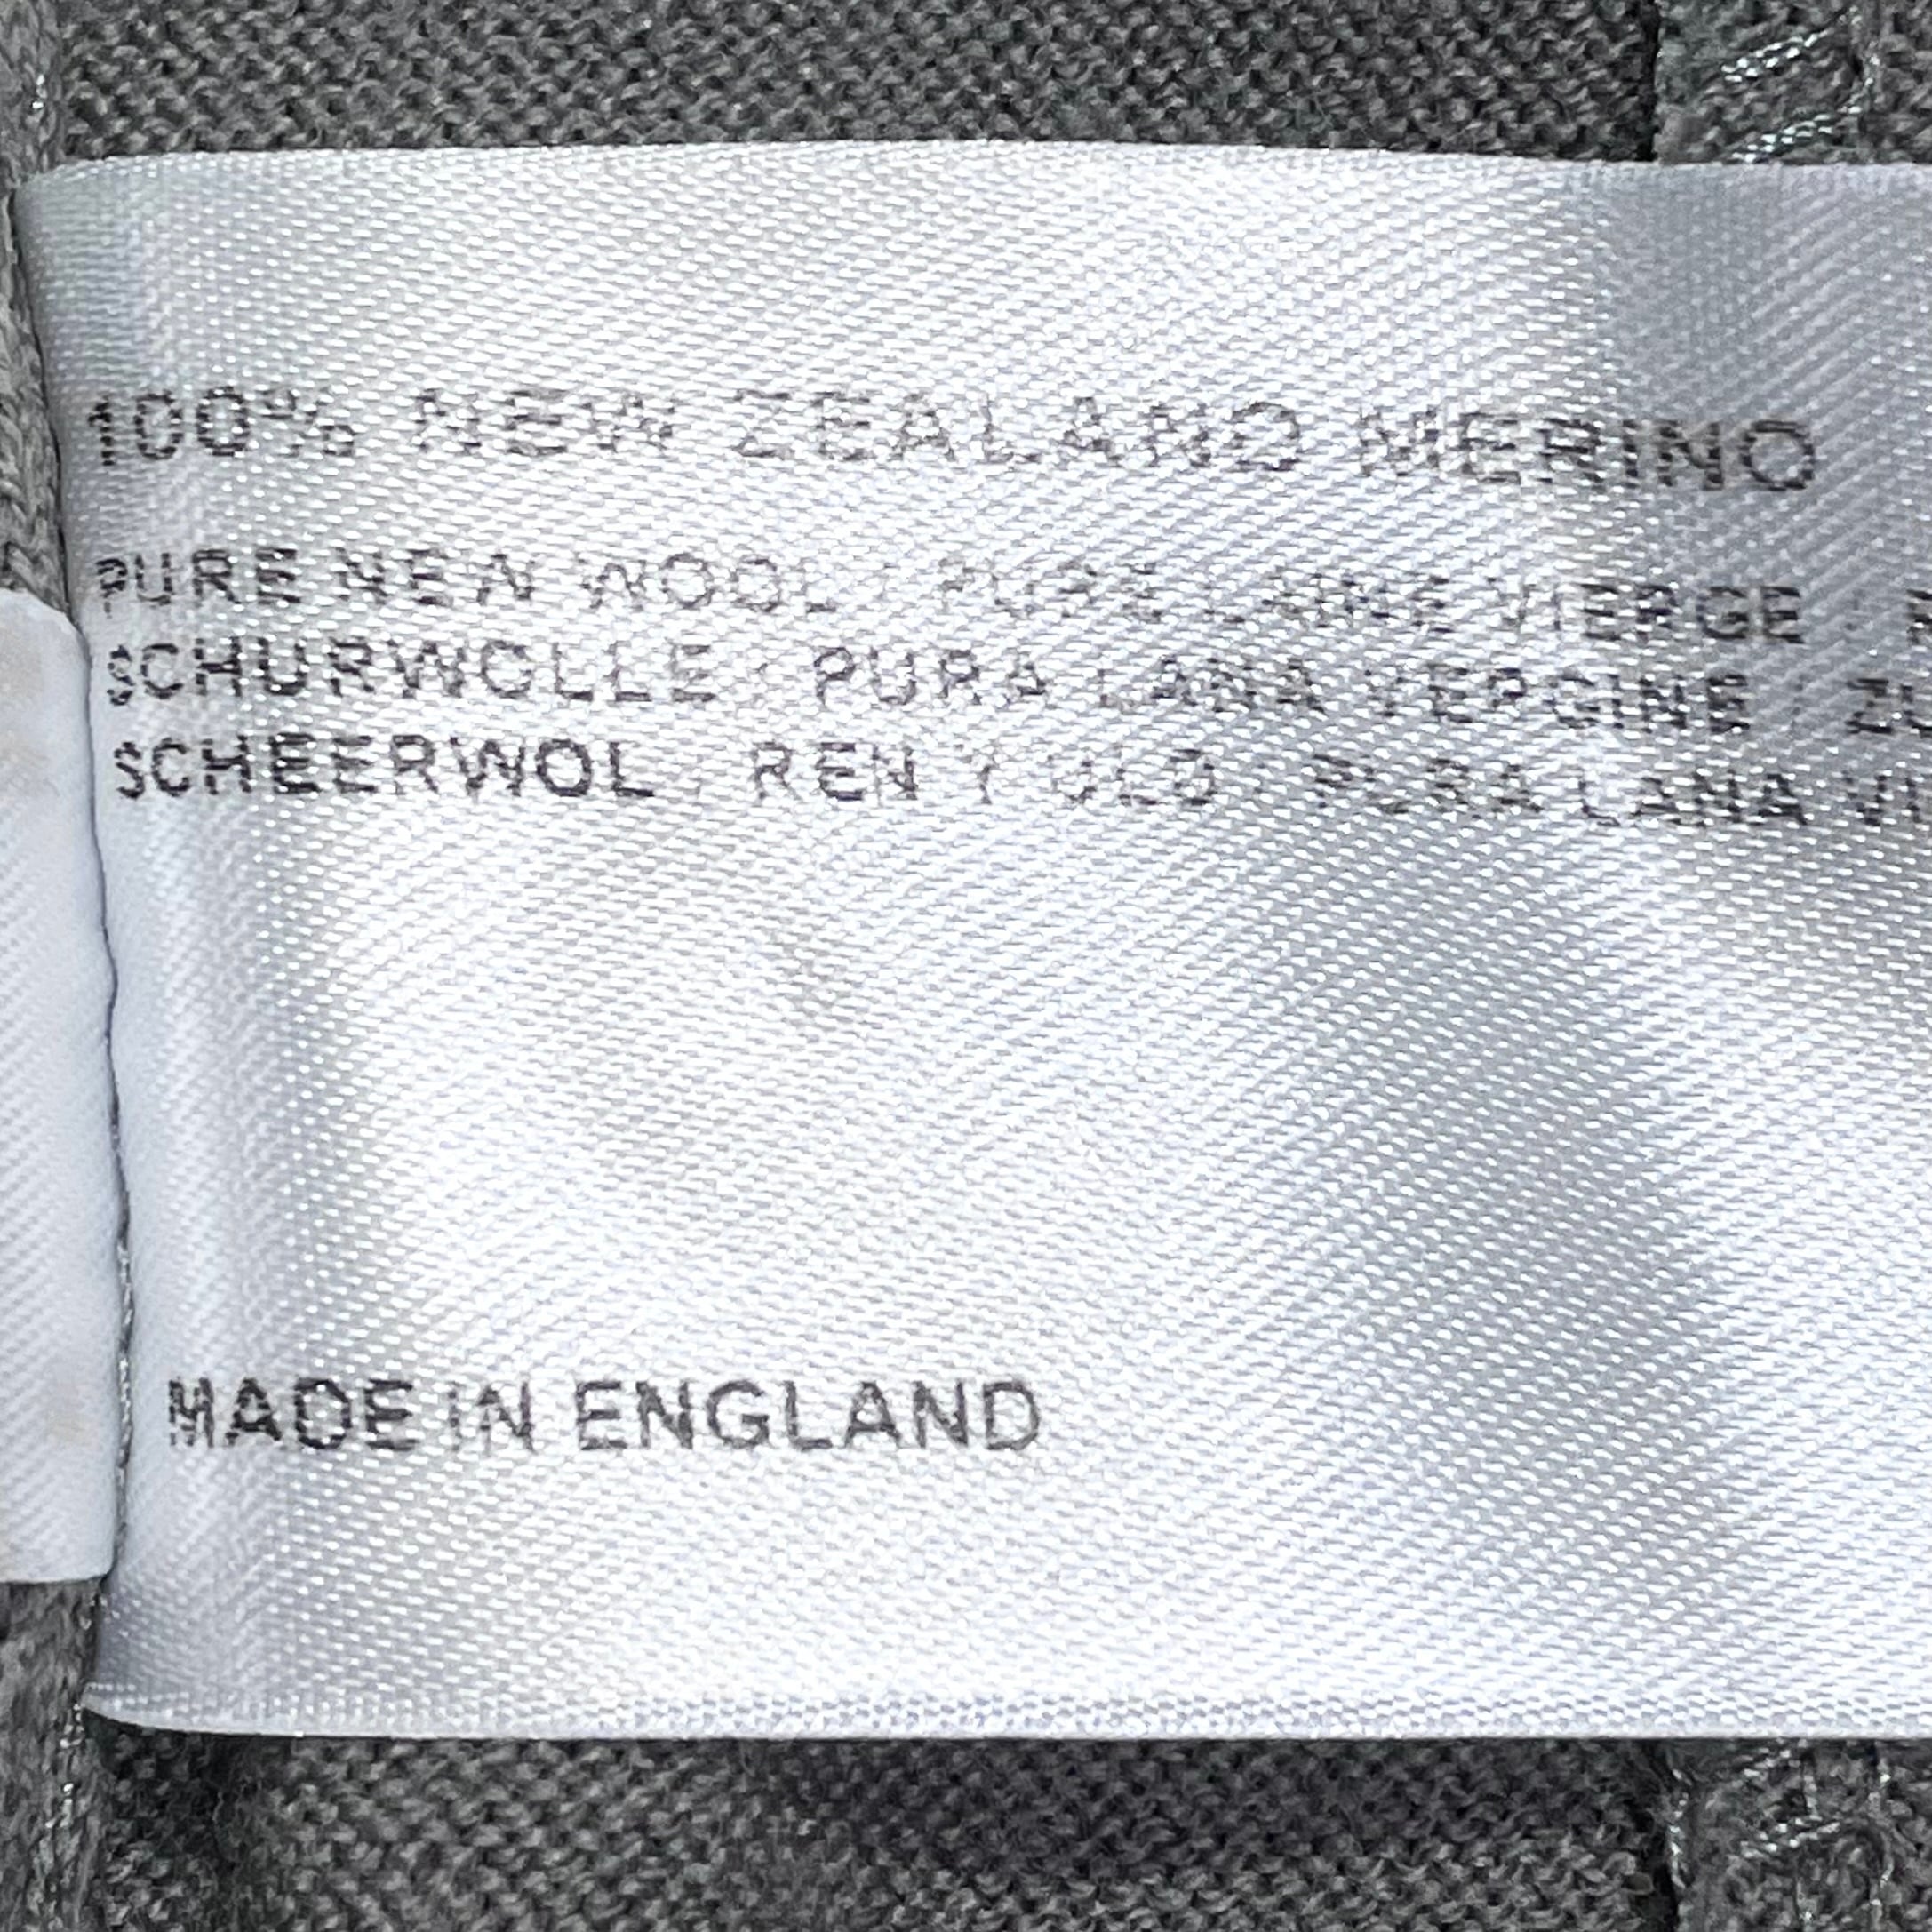 100% NEW ZEALAND MERINO
PURE NEW WOOL PURE LAINE VIERGE
SCHURWOLLE PURA LANA VERGINE
SCHEERWOL REN Y ULD PURA LANA
MADE IN ENGLAND